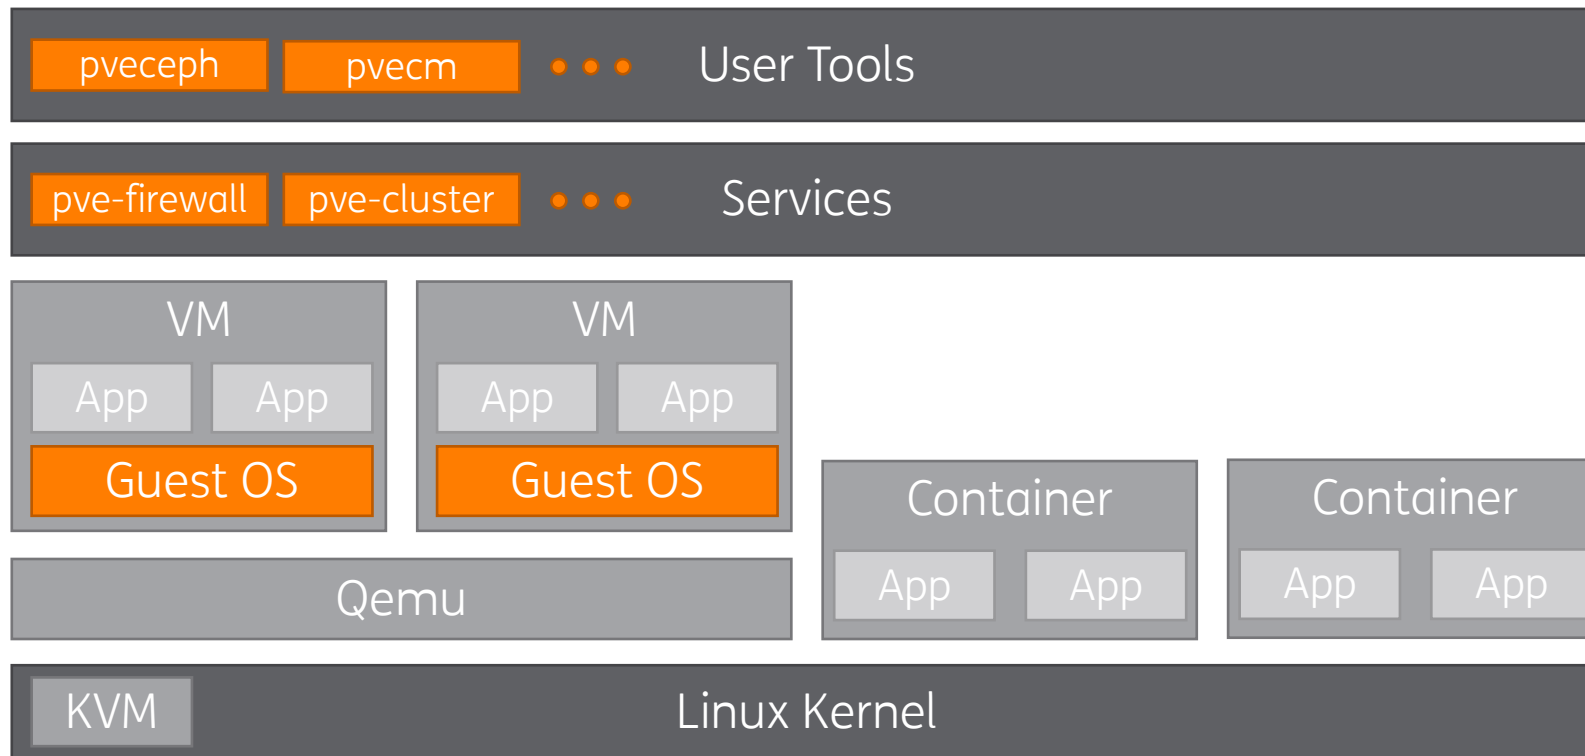 pveceph pvecm User Tools
pve-firewall pve-cluster Services
VM VM
App App App App
Guest OS Guest OS
Container Container
App App App App
Qemu
KVM Linux Kernel